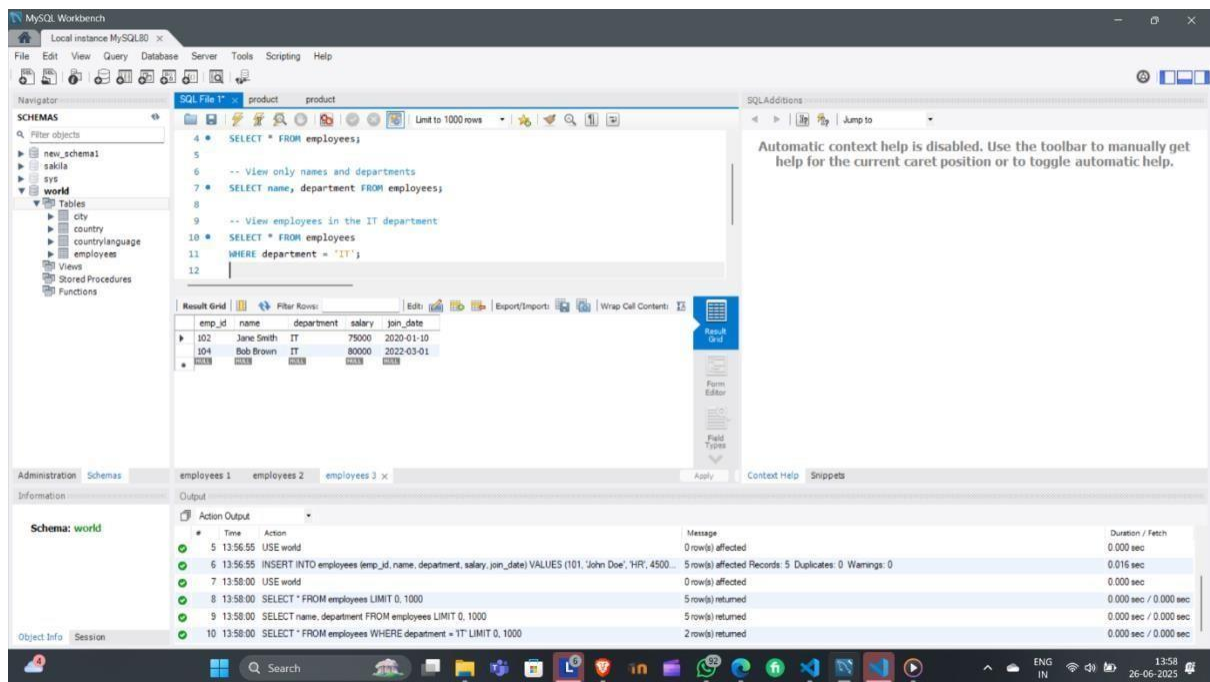 MySQL Workbench
Local instance MySQL80
File Edit View Query Database Server Tools Scripting Help
Navigator
SCHEMAS
Filter objects
new_schema1
sakila
sys
world
Tables
city
country
countrylanguage
employees
Views
Stored Procedures
Functions
Administration Schemas
Information
Schema: world
Object Info Session
SQL File 1* product product
Limit to 1000 rows
4 SELECT * FROM employees;
5
6 -- View only names and departments
7 SELECT name, department FROM employees;
8
9 -- View employees in the IT department
10 SELECT * FROM employees
11 WHERE department = 'IT';
12
Result Grid Filter Rows: Edit: Export/Import: Wrap Cell Content:
emp_id name department salary join_date
102 Jane Smith IT 75000 2020-01-10
104 Bob Brown IT 80000 2022-03-01
NULL NULL NULL NULL NULL
Result Grid
Form Editor
Field Types
employees 1 employees 2 employees 3 Apply
SQLAdditions
Jump to
Automatic context help is disabled. Use the toolbar to manually get
help for the current caret position or to toggle automatic help.
Context Help Snippets
Output
Action Output
# Time Action Message Duration / Fetch
5 13:56:55 USE world 0 row(s) affected 0.000 sec
6 13:56:55 INSERT INTO employees (emp_id, name, department, salary, join_date) VALUES (101, 'John Doe', 'HR', 4500... 5 row(s) affected Records: 5 Duplicates: 0 Warnings: 0 0.016 sec
7 13:58:00 USE world 0 row(s) affected 0.000 sec
8 13:58:00 SELECT * FROM employees LIMIT 0, 1000 5 row(s) returned 0.000 sec / 0.000 sec
9 13:58:00 SELECT name, department FROM employees LIMIT 0, 1000 5 row(s) returned 0.000 sec / 0.000 sec
10 13:58:00 SELECT * FROM employees WHERE department = 'IT' LIMIT 0, 1000 2 row(s) returned 0.000 sec / 0.000 sec
4 Search 92 ENG 13:58
IN 26-06-2025